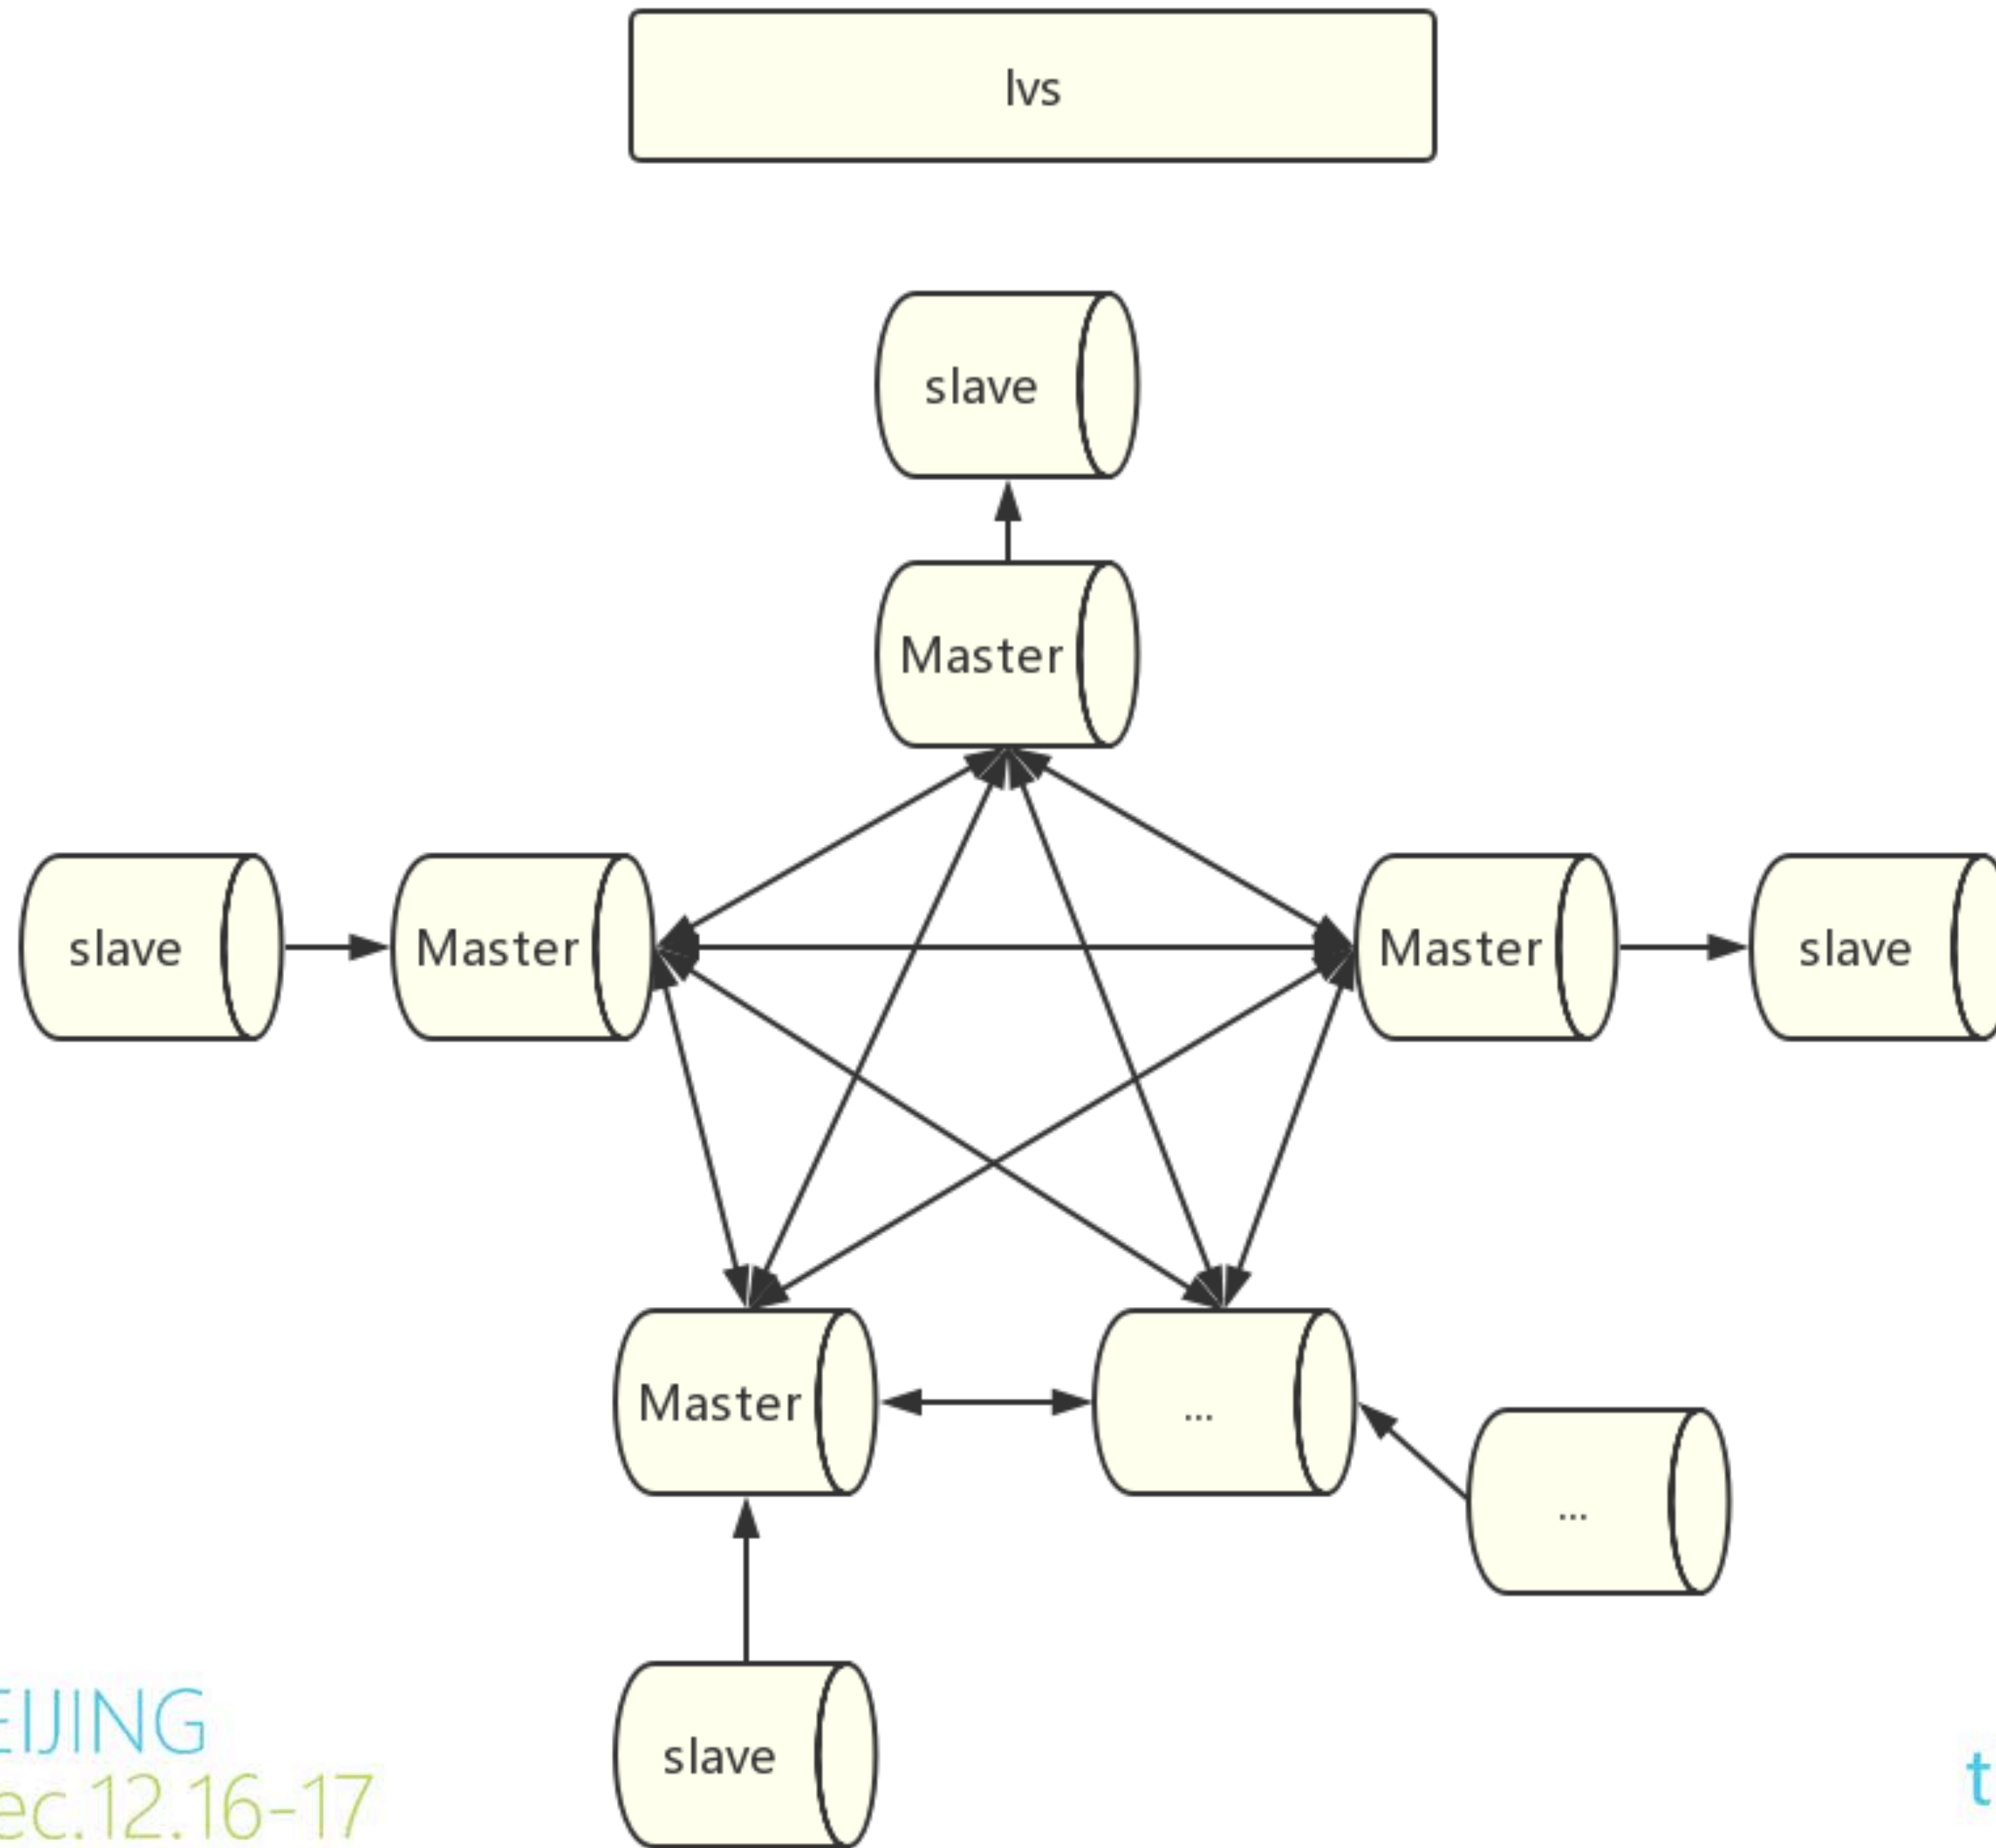 lvs
slave
Master
slave
Master
Master
slave
Master
...
...
slave
EIJING
ec.12.16-17
t